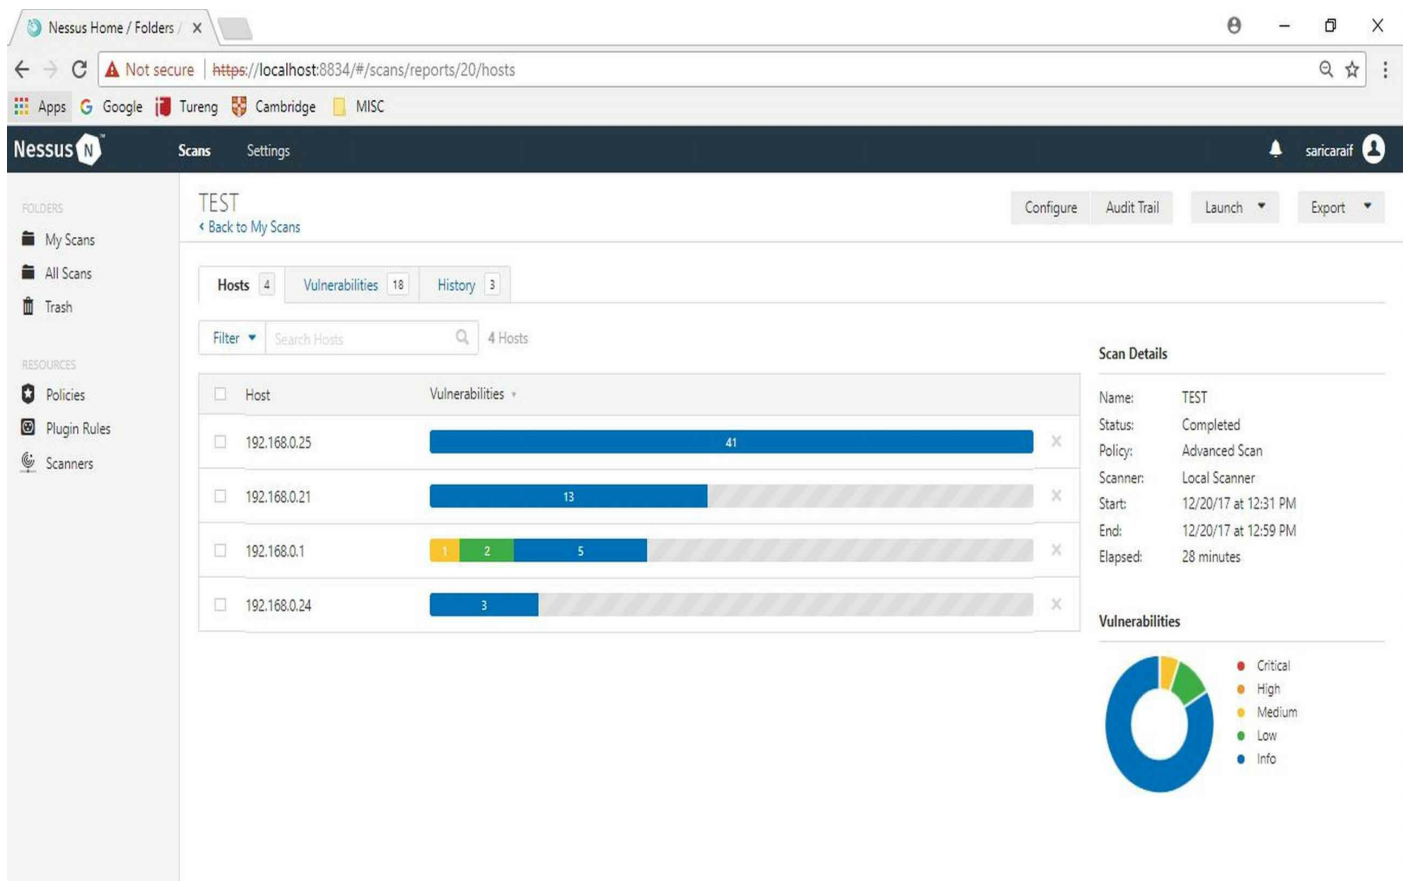 Nessus Home / Folders /
Not secure https://localhost:8834/#/scans/reports/20/hosts
Apps Google Tureng Cambridge MISC
Nessus N ™ Scans Settings saricaraif
FOLDERS
My Scans
All Scans
Trash
RESOURCES
Policies
Plugin Rules
Scanners
TEST
Back to My Scans
Configure Audit Trail Launch Export
Hosts 4 Vulnerabilities 18 History 3
Filter Search Hosts 4 Hosts
Host Vulnerabilities
192.168.0.25 41
192.168.0.21 13
192.168.0.1 1 2 5
192.168.0.24 3
Scan Details
Name: TEST
Status: Completed
Policy: Advanced Scan
Scanner: Local Scanner
Start: 12/20/17 at 12:31 PM
End: 12/20/17 at 12:59 PM
Elapsed: 28 minutes
Vulnerabilities
Critical
High
Medium
Low
Info